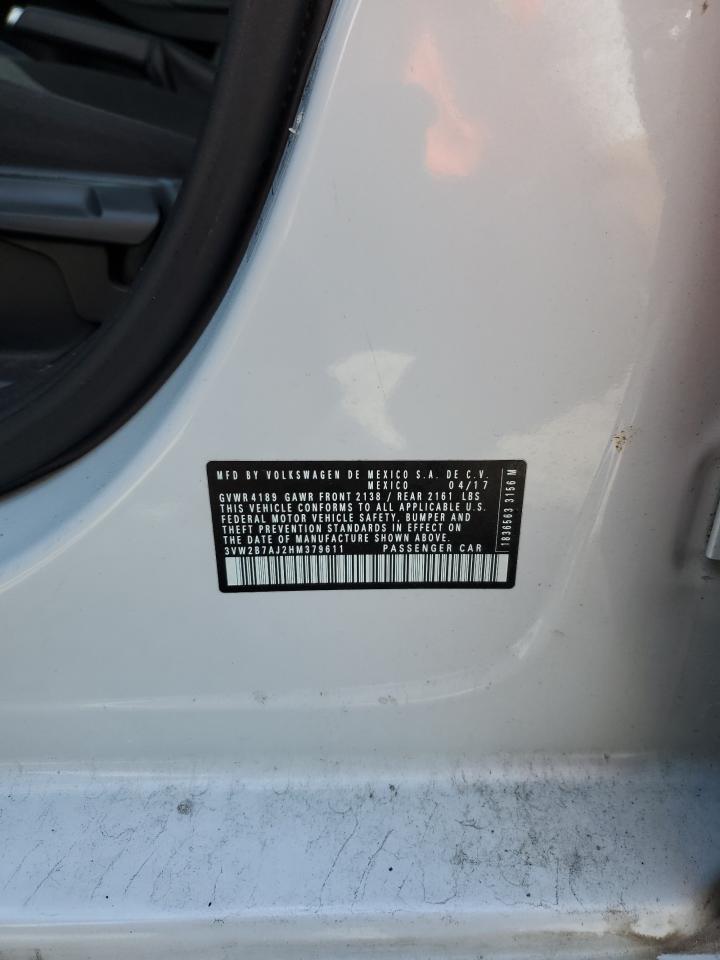 MFD BY VOLKSWAGEN DE MEXICO S.A. DE C.V.
MEXICO 04/17
GVWR 4189 GAWR FRONT 2138 / REAR 2161 LBS
THIS VEHICLE CONFORMS TO ALL APPLICABLE U.S.
FEDERAL MOTOR VEHICLE SAFETY, BUMPER AND
THEFT PREVENTION STANDARDS IN EFFECT ON
THE DATE OF MANUFACTURE SHOWN ABOVE.
3VW2B7AJ2HM379611 PASSENGER CAR
1836563 3156 M